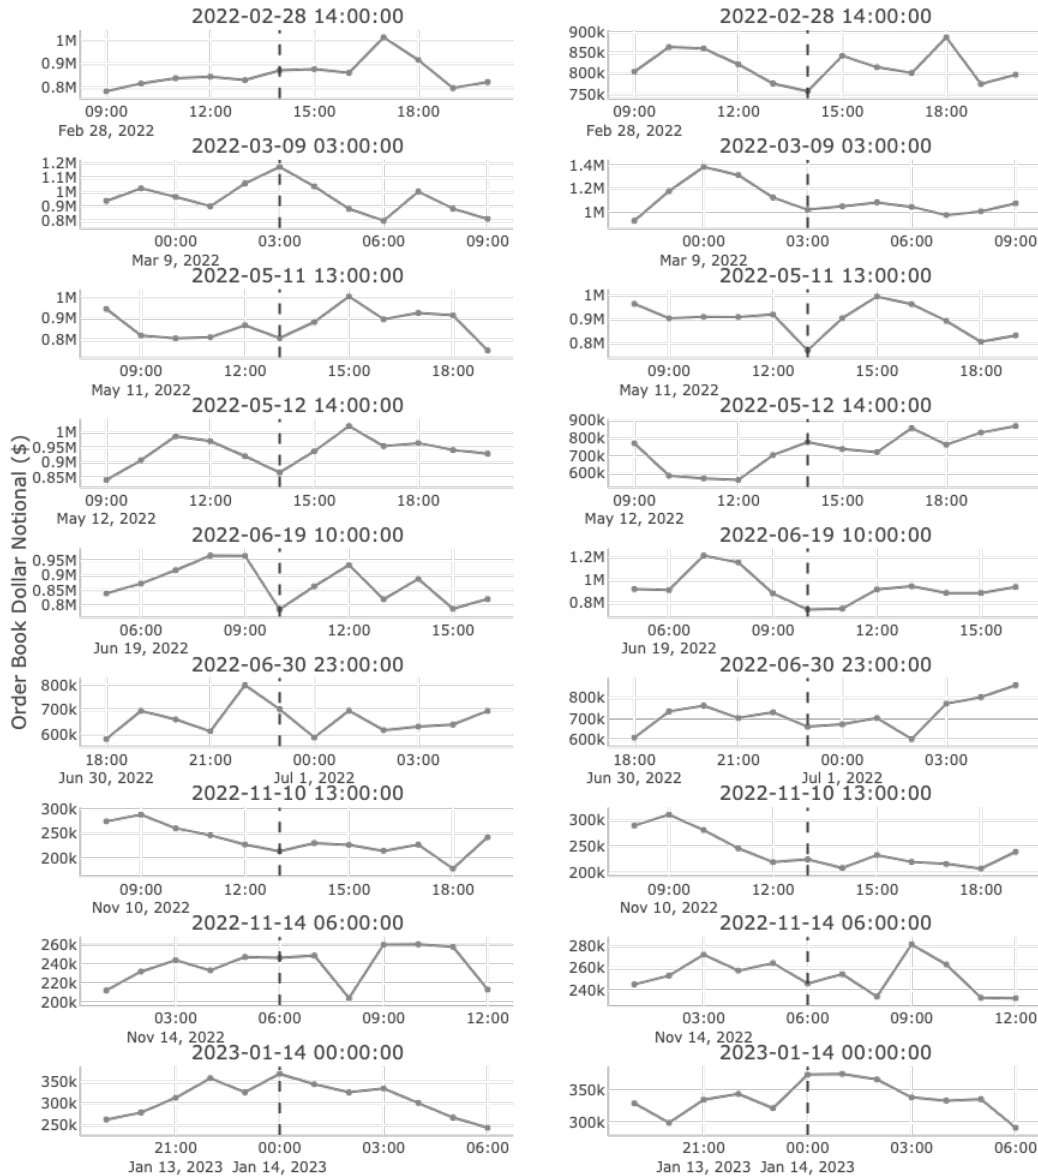 2022-02-28 14:00:00
1M
0.9M
0.8M
09:00 12:00 15:00 18:00
Feb 28, 2022
2022-02-28 14:00:00
900k
850k
800k
750k
09:00 12:00 15:00 18:00
Feb 28, 2022
2022-03-09 03:00:00
1.2M
1.1M
1M
0.9M
0.8M
00:00 03:00 06:00 09:00
Mar 9, 2022
2022-03-09 03:00:00
1.4M
1.2M
1M
00:00 03:00 06:00 09:00
Mar 9, 2022
2022-05-11 13:00:00
1M
0.9M
0.8M
09:00 12:00 15:00 18:00
May 11, 2022
2022-05-11 13:00:00
1M
0.9M
0.8M
09:00 12:00 15:00 18:00
May 11, 2022
Order Book Dollar Notional ($)
2022-05-12 14:00:00
1M
0.95M
0.9M
0.85M
09:00 12:00 15:00 18:00
May 12, 2022
2022-05-12 14:00:00
900k
800k
700k
600k
09:00 12:00 15:00 18:00
May 12, 2022
2022-06-19 10:00:00
0.95M
0.9M
0.85M
0.8M
06:00 09:00 12:00 15:00
Jun 19, 2022
2022-06-19 10:00:00
1.2M
1M
0.8M
06:00 09:00 12:00 15:00
Jun 19, 2022
2022-06-30 23:00:00
800k
700k
600k
18:00 21:00 00:00 03:00
Jun 30, 2022 Jul 1, 2022
2022-06-30 23:00:00
800k
700k
600k
18:00 21:00 00:00 03:00
Jun 30, 2022 Jul 1, 2022
2022-11-10 13:00:00
300k
250k
200k
09:00 12:00 15:00 18:00
Nov 10, 2022
2022-11-10 13:00:00
300k
250k
200k
09:00 12:00 15:00 18:00
Nov 10, 2022
2022-11-14 06:00:00
260k
240k
220k
200k
03:00 06:00 09:00 12:00
Nov 14, 2022
2022-11-14 06:00:00
280k
260k
240k
03:00 06:00 09:00 12:00
Nov 14, 2022
2023-01-14 00:00:00
350k
300k
250k
21:00 00:00 03:00 06:00
Jan 13, 2023 Jan 14, 2023
2023-01-14 00:00:00
350k
300k
21:00 00:00 03:00 06:00
Jan 13, 2023 Jan 14, 2023